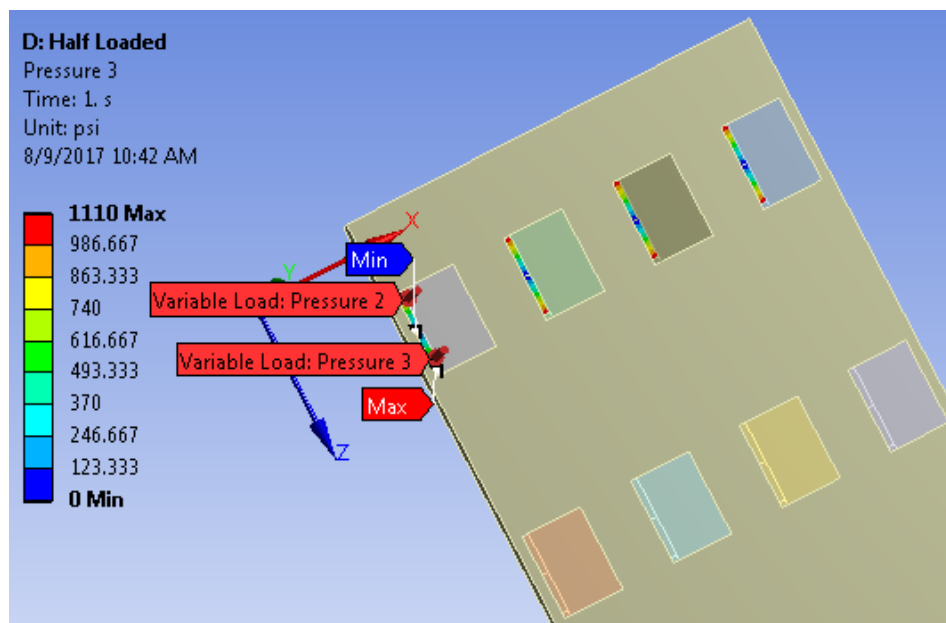 D: Half Loaded
Pressure 3
Time: 1. s
Unit: psi
8/9/2017 10:42 AM
1110 Max
986.667
863.333
740
616.667
493.333
370
246.667
123.333
0 Min
X
Y
Min
Variable Load: Pressure 2
Variable Load: Pressure 3
Max
Z